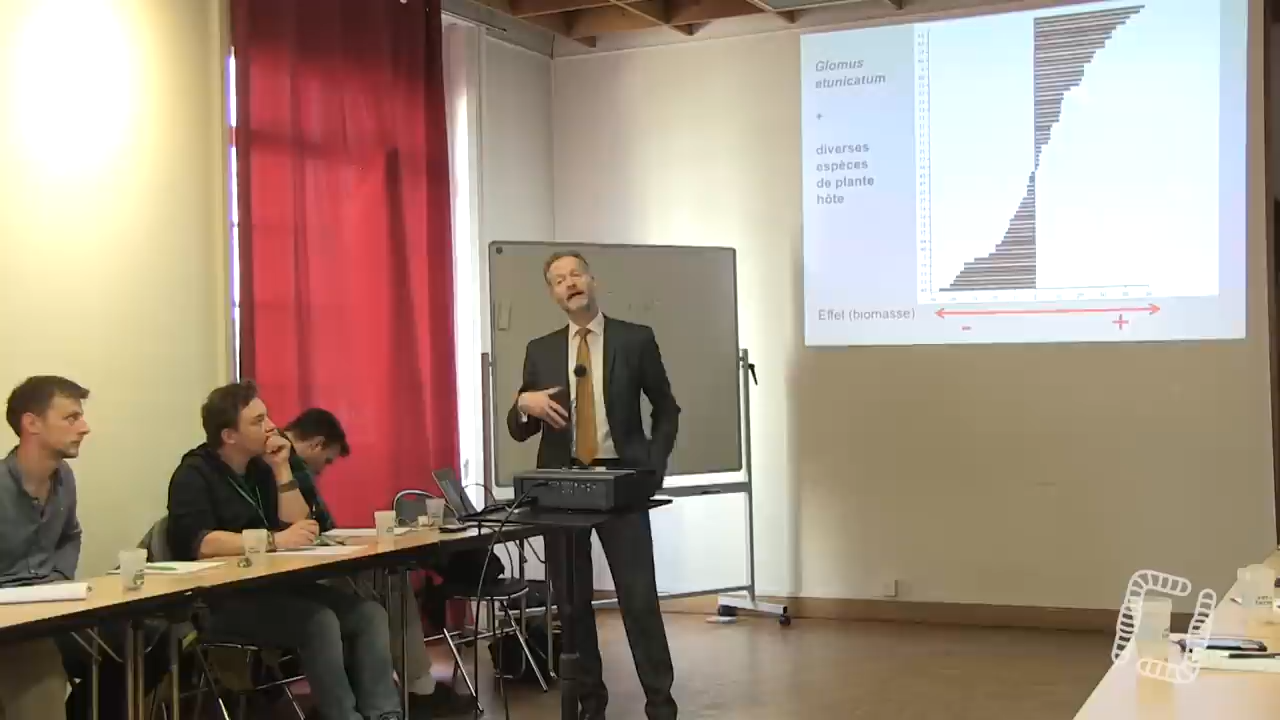 Glomus
etunicatum
+
diverses
espèces
de plante
hôte
Effet (biomasse)
-
+